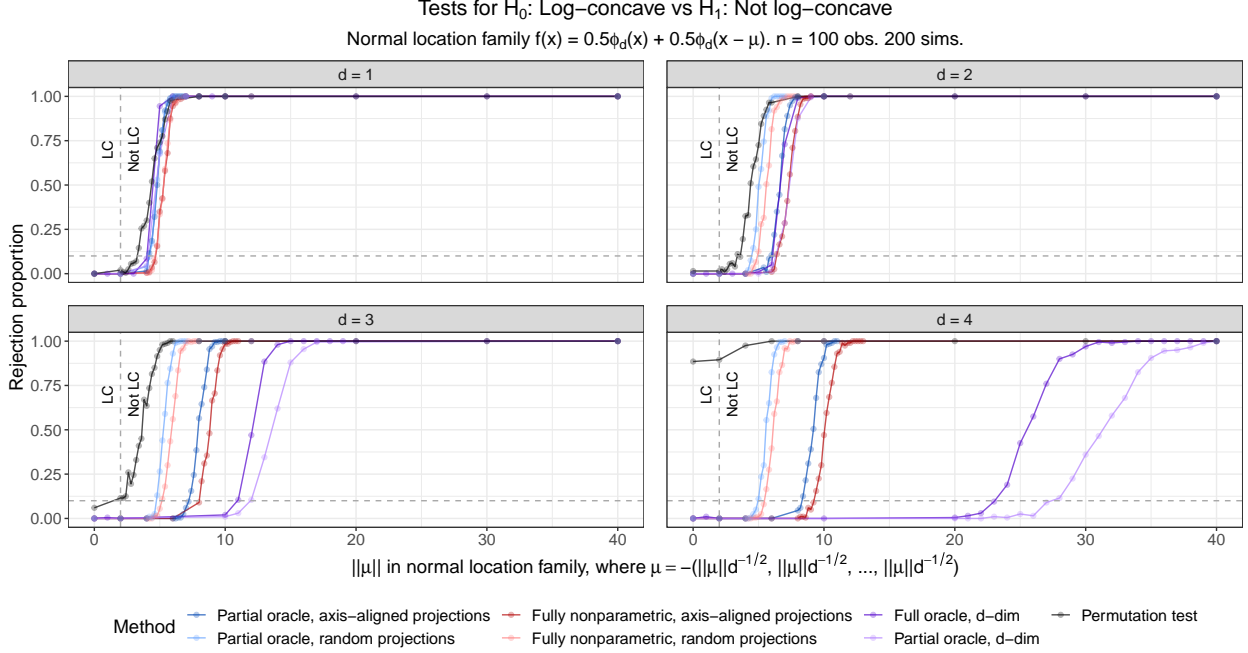 Tests for H₀: Log−concave vs H₁: Not log−concave
Normal location family f(x) = 0.5ϕ_d(x) + 0.5ϕ_d(x − μ). n = 100 obs. 200 sims.
d = 1
d = 2
1.00
0.75
0.50
0.25
0.00
LC
Not LC
LC
Not LC
d = 3
d = 4
1.00
0.75
0.50
0.25
0.00
LC
Not LC
LC
Not LC
0
10
20
30
40
0
10
20
30
40
Rejection proportion
||μ|| in normal location family, where μ = −(||μ||d^{−1/2}, ||μ||d^{−1/2}, ..., ||μ||d^{−1/2})
Method
Partial oracle, axis−aligned projections
Fully nonparametric, axis−aligned projections
Full oracle, d−dim
Permutation test
Partial oracle, random projections
Fully nonparametric, random projections
Partial oracle, d−dim